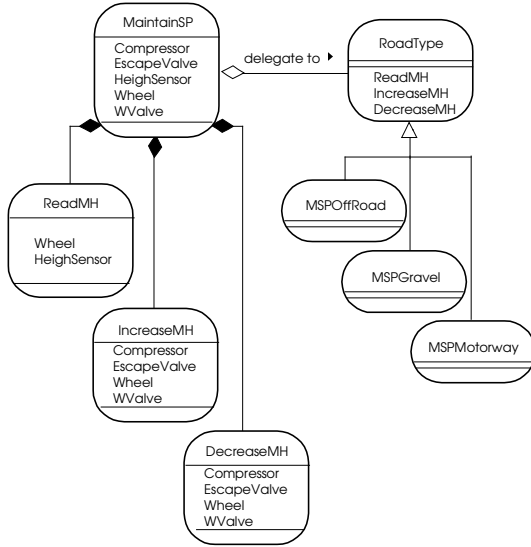 MaintainSP
Compressor
EscapeValve
HeighSensor
Wheel
WValve
delegate to
RoadType
ReadMH
IncreaseMH
DecreaseMH
ReadMH
Wheel
HeighSensor
MSPOffRoad
MSPGravel
MSPMotorway
IncreaseMH
Compressor
EscapeValve
Wheel
WValve
DecreaseMH
Compressor
EscapeValve
Wheel
WValve